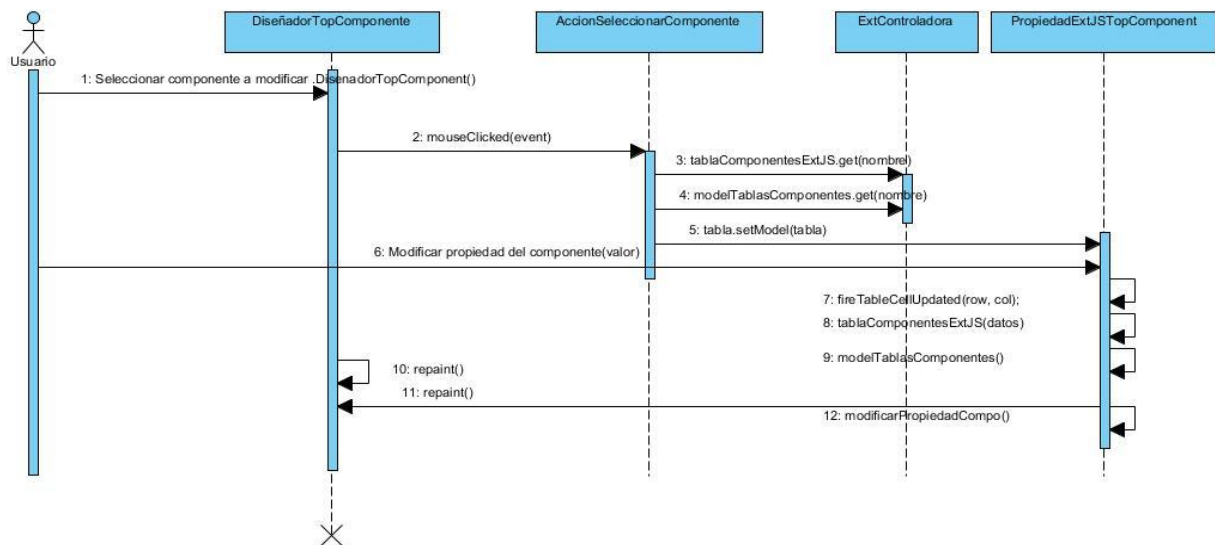 DiseñadorTopComponente
AccionSeleccionarComponente
ExtControladora
PropiedadExtJSTopComponent
Usuario
1: Seleccionar componente a modificar .DisenadorTopComponent()
2: mouseClicked(event)
3: tablaComponentesExtJS.get(nombre)
4: modelTablasComponentes.get(nombre)
5: tabla.setModel(tabla)
6: Modificar propiedad del componente(valor)
7: fireTableCellUpdated(row, col);
8: tablaComponentesExtJS(datos)
9: modelTablasComponentes()
10: repaint()
11: repaint()
12: modificarPropiedadCompo()